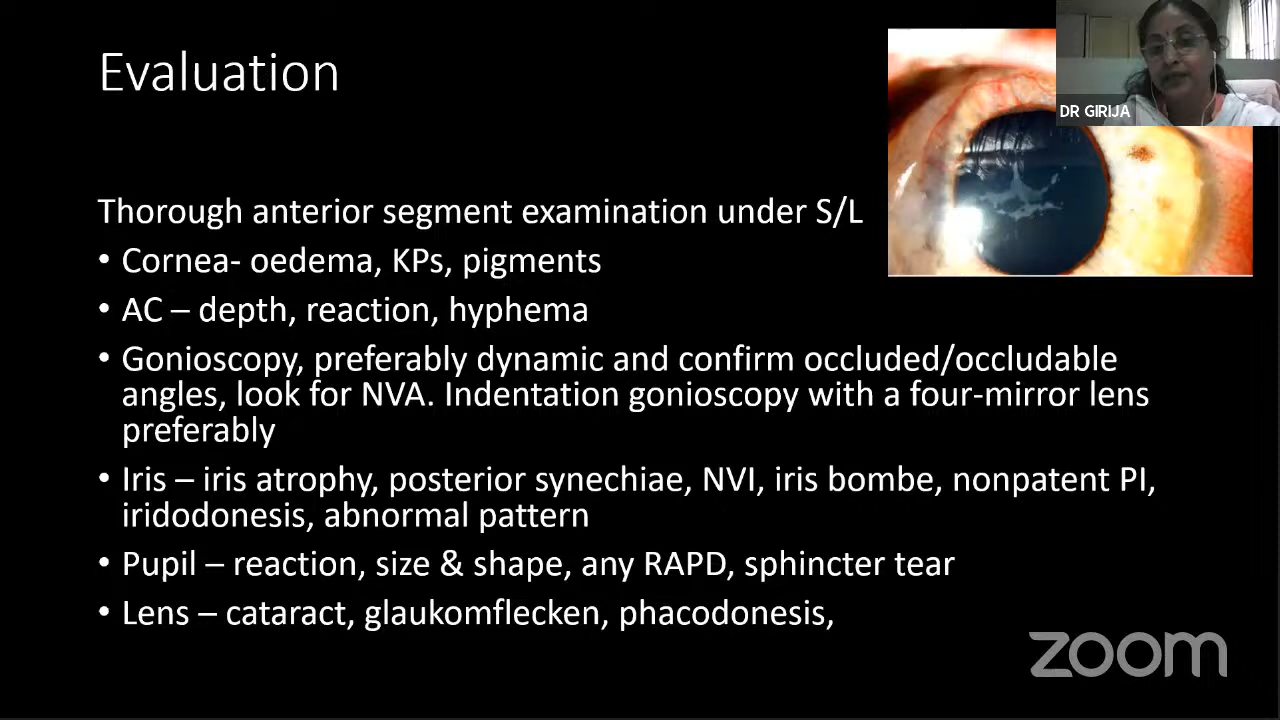 Evaluation
DR GIRIJA
Thorough anterior segment examination under S/L
• Cornea- oedema, KPs, pigments
• AC – depth, reaction, hyphema
• Gonioscopy, preferably dynamic and confirm occluded/occludable
angles, look for NVA. Indentation gonioscopy with a four-mirror lens
preferably
• Iris – iris atrophy, posterior synechiae, NVI, iris bombe, nonpatent PI,
iridodonesis, abnormal pattern
• Pupil – reaction, size & shape, any RAPD, sphincter tear
• Lens – cataract, glaukomflecken, phacodonesis,
zoom